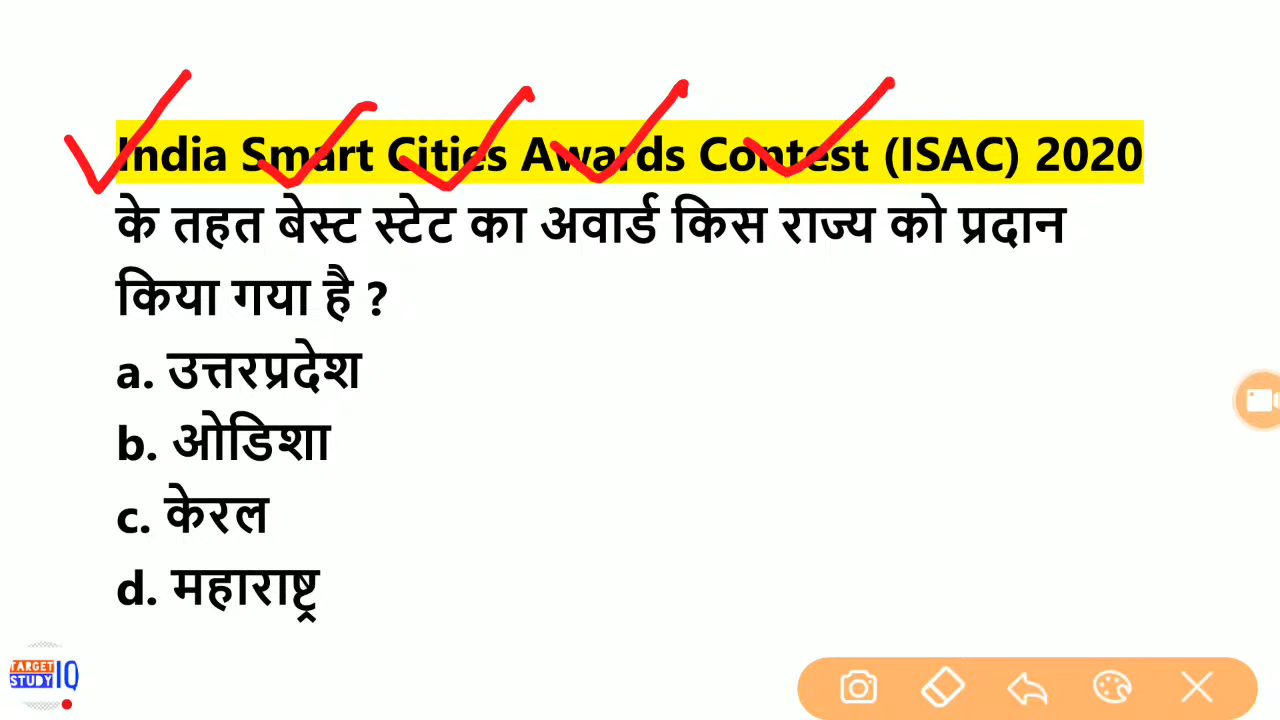 India Smart Cities Awards Contest (ISAC) 2020
के तहत बेस्ट स्टेट का अवार्ड किस राज्य को प्रदान
किया गया है ?
a. उत्तरप्रदेश
b. ओडिशा
c. केरल
d. महाराष्ट्र
TARGET
STUDY IQ